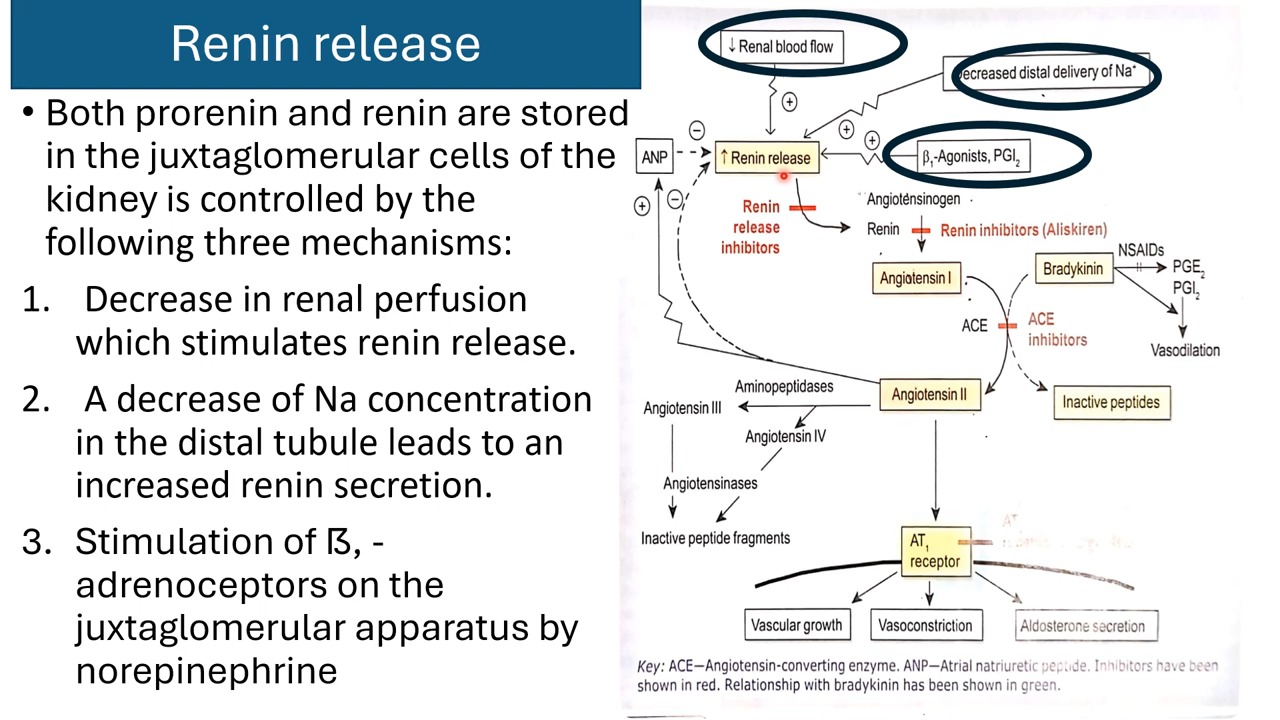 Renin release
• Both prorenin and renin are stored
in the juxtaglomerular cells of the
kidney is controlled by the
following three mechanisms:
1. Decrease in renal perfusion
which stimulates renin release.
2. A decrease of Na concentration
in the distal tubule leads to an
increased renin secretion.
3. Stimulation of ẞ, -
adrenoceptors on the
juxtaglomerular apparatus by
norepinephrine
↓ Renal blood flow
ecreased distal delivery of Na⁺
+
+
+
−
ANP
↑ Renin release
β₁-Agonists, PGI₂
+
−
Renin
release
inhibitors
Angiotensinogen
Renin
Renin inhibitors (Aliskiren)
Angiotensin I
Bradykinin
NSAIDs
PGE₂
PGI₂
ACE
ACE
inhibitors
Vasodilation
Angiotensin II
Inactive peptides
Aminopeptidases
Angiotensin III
Angiotensin IV
Angiotensinases
Inactive peptide fragments
AT₁
receptor
AT
Vascular growth
Vasoconstriction
Aldosterone secretion
Key: ACE—Angiotensin-converting enzyme. ANP—Atrial natriuretic peptide. Inhibitors have been
shown in red. Relationship with bradykinin has been shown in green.